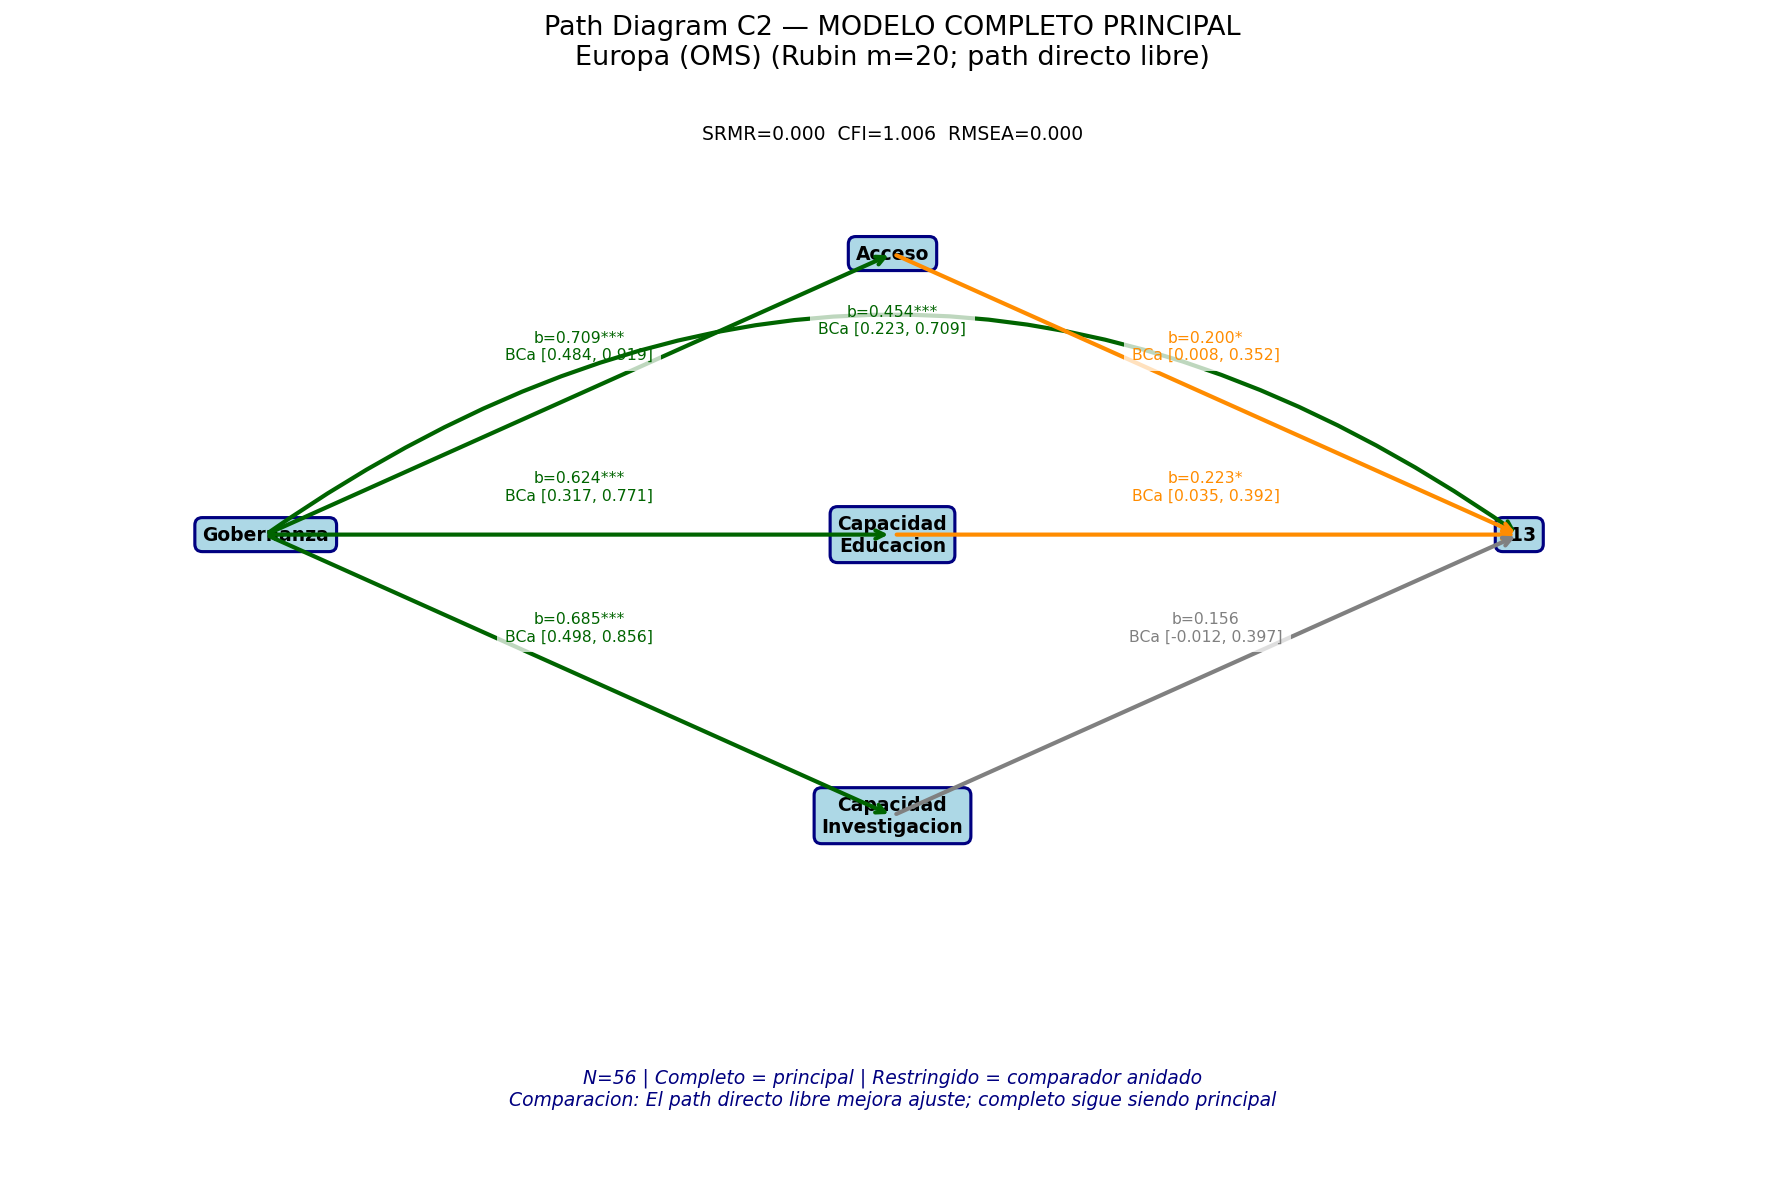 Path Diagram C2 — MODELO COMPLETO PRINCIPAL
Europa (OMS) (Rubin m=20; path directo libre)
SRMR=0.000  CFI=1.006  RMSEA=0.000
Acceso
b=0.454***
BCa [0.223, 0.709]
b=0.709***
BCa [0.484, 0.919]
b=0.200*
BCa [0.008, 0.352]
b=0.624***
BCa [0.317, 0.771]
b=0.223*
BCa [0.035, 0.392]
Gobernanza
Capacidad
Educacion
b=0.685***
BCa [0.498, 0.856]
b=0.156
BCa [-0.012, 0.397]
Capacidad
Investigacion
N=56 | Completo = principal | Restringido = comparador anidado
Comparacion: El path directo libre mejora ajuste; completo sigue siendo principal